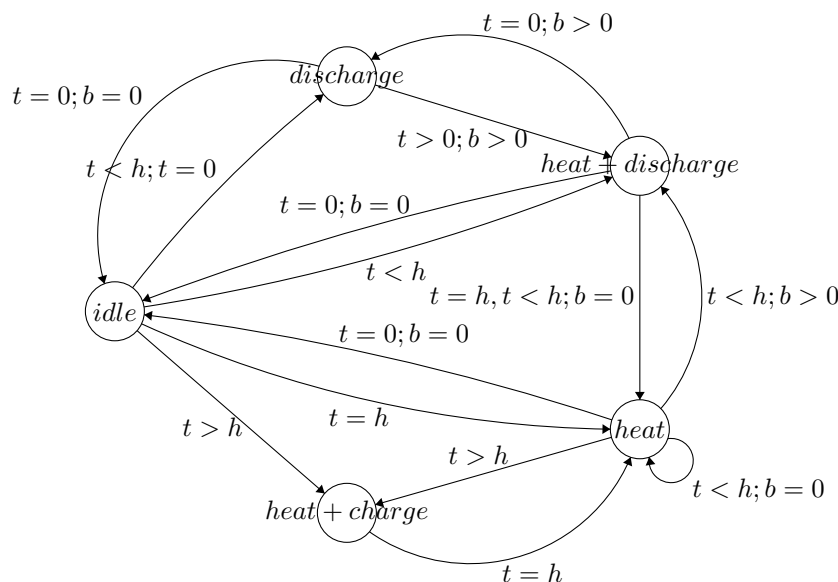 t = 0; b > 0
discharge
t = 0; b = 0
t > 0; b > 0
heat + discharge
t < h; t = 0
t = 0; b = 0
t < h
t = h, t < h; b = 0
t < h; b > 0
idle
t = 0; b = 0
t = h
t > h
heat
t > h
t < h; b = 0
heat + charge
t = h